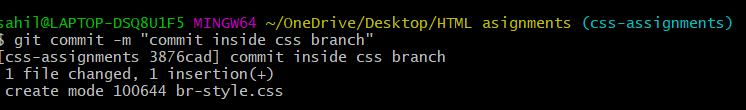 sahil@LAPTOP-DSQ8U1F5 MINGW64 ~/OneDrive/Desktop/HTML asignments (css-assignments)
$ git commit -m "commit inside css branch"
[css-assignments 3876cad] commit inside css branch
1 file changed, 1 insertion(+)
create mode 100644 br-style.css